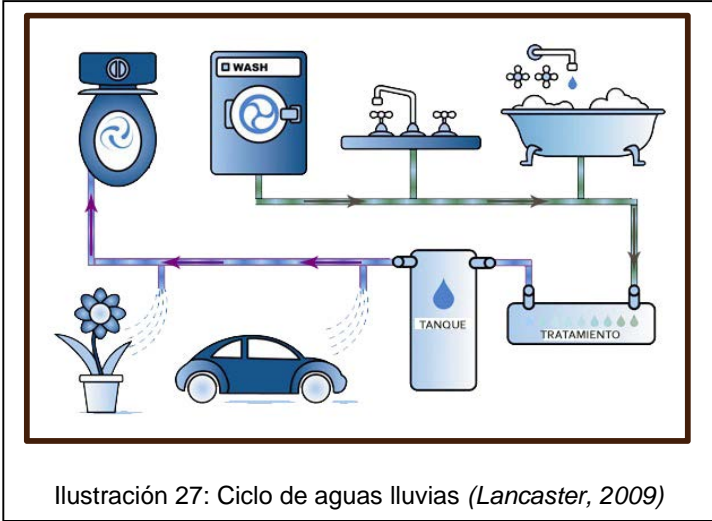 WASH
TANQUE
TRATAMIENTO
Ilustración 27: Ciclo de aguas lluvias (Lancaster, 2009)